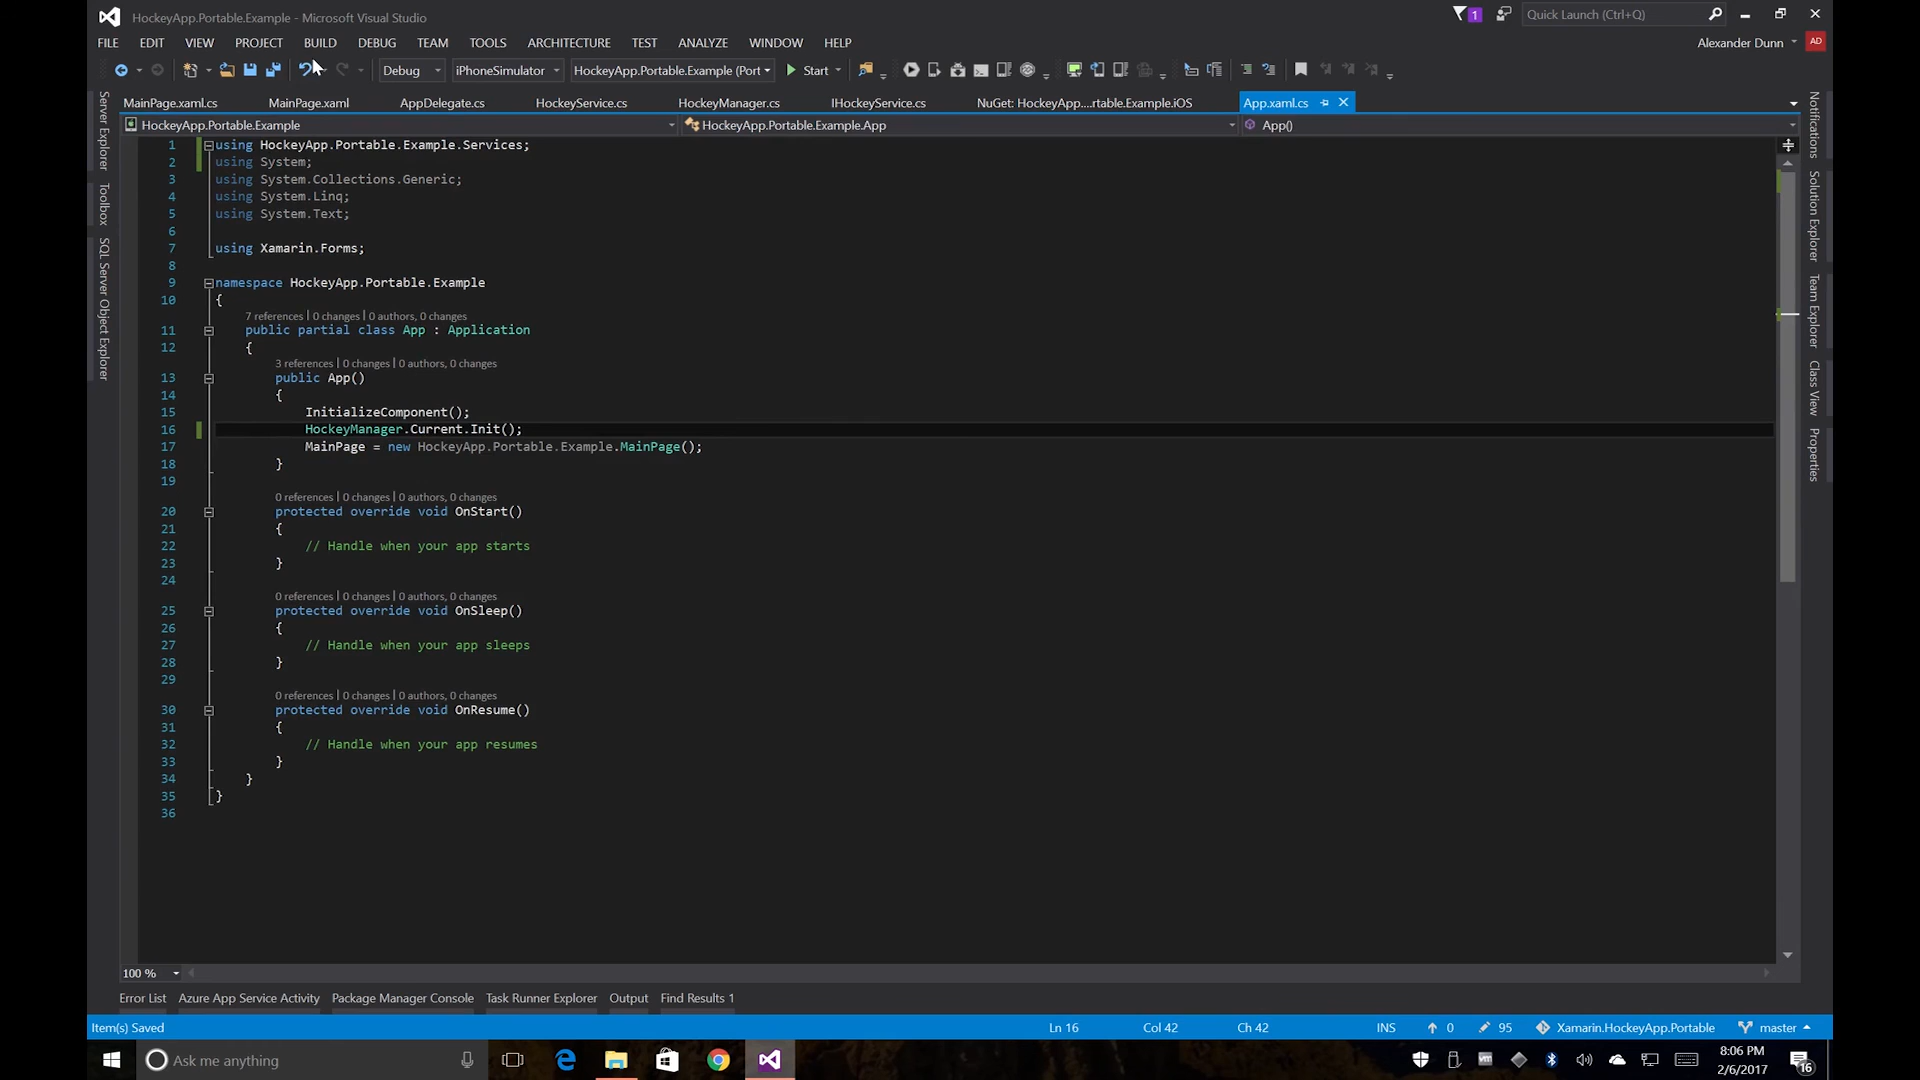 HockeyApp.Portable.Example - Microsoft Visual Studio
1
Quick Launch (Ctrl+Q)
FILE EDIT VIEW PROJECT BUILD DEBUG TEAM TOOLS ARCHITECTURE TEST ANALYZE WINDOW HELP
Alexander Dunn AD
Debug iPhoneSimulator HockeyApp.Portable.Example (Port Start
MainPage.xaml.cs MainPage.xaml AppDelegate.cs HockeyService.cs HockeyManager.cs IHockeyService.cs NuGet: HockeyApp....rtable.Example.iOS App.xaml.cs
HockeyApp.Portable.Example HockeyApp.Portable.Example.App App()
Server Explorer
Toolbox
SQL Server Object Explorer
1 using HockeyApp.Portable.Example.Services;
2 using System;
3 using System.Collections.Generic;
4 using System.Linq;
5 using System.Text;
6
7 using Xamarin.Forms;
8
9 namespace HockeyApp.Portable.Example
10 {
7 references | 0 changes | 0 authors, 0 changes
11 public partial class App : Application
12 {
3 references | 0 changes | 0 authors, 0 changes
13 public App()
14 {
15 InitializeComponent();
16 HockeyManager.Current.Init();
17 MainPage = new HockeyApp.Portable.Example.MainPage();
18 }
19
0 references | 0 changes | 0 authors, 0 changes
20 protected override void OnStart()
21 {
22 // Handle when your app starts
23 }
24
0 references | 0 changes | 0 authors, 0 changes
25 protected override void OnSleep()
26 {
27 // Handle when your app sleeps
28 }
29
0 references | 0 changes | 0 authors, 0 changes
30 protected override void OnResume()
31 {
32 // Handle when your app resumes
33 }
34 }
35 }
36
Notifications
Solution Explorer
Team Explorer
Class View
Properties
100 %
Error List Azure App Service Activity Package Manager Console Task Runner Explorer Output Find Results 1
Item(s) Saved Ln 16 Col 42 Ch 42 INS 0 95 Xamarin.HockeyApp.Portable master
Ask me anything
8:06 PM
2/6/2017
16